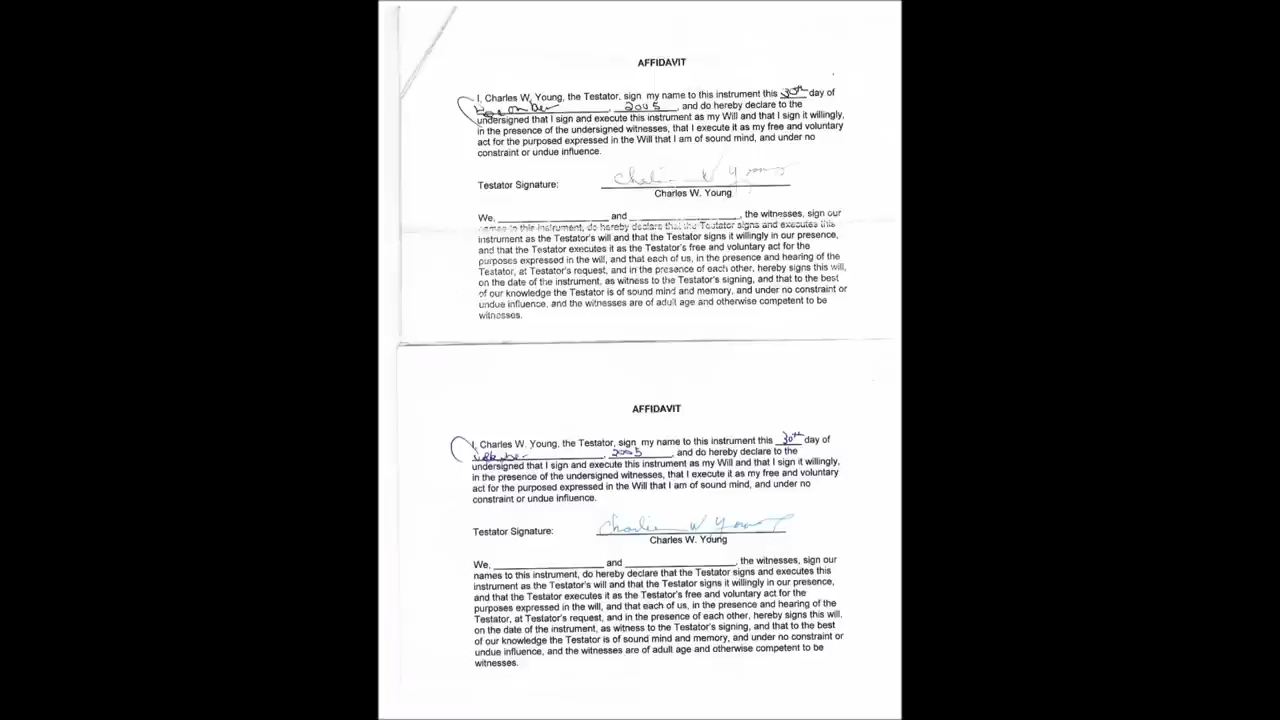 AFFIDAVIT
I, Charles W. Young, the Testator, sign my name to this instrument this 30th day of
2005, and do hereby declare to the
undersigned that I sign and execute this instrument as my Will and that I sign it willingly,
in the presence of the undersigned witnesses, that I execute it as my free and voluntary
act for the purposed expressed in the Will that I am of sound mind, and under no
constraint or undue influence.
Testator Signature: Charlie W Young
Charles W. Young
We, ____________________ and ____________________, the witnesses, sign our
names to this instrument, do hereby declare that the Testator signs and executes this
instrument as the Testator's will and that the Testator signs it willingly in our presence,
and that the Testator executes it as the Testator's free and voluntary act for the
purposes expressed in the will, and that each of us, in the presence and hearing of the
Testator, at Testator's request, and in the presence of each other, hereby signs this will,
on the date of the instrument, as witness to the Testator's signing, and that to the best
of our knowledge the Testator is of sound mind and memory, and under no constraint or
undue influence, and the witnesses are of adult age and otherwise competent to be
witnesses.
AFFIDAVIT
I, Charles W. Young, the Testator, sign my name to this instrument this 30th day of
2005, and do hereby declare to the
undersigned that I sign and execute this instrument as my Will and that I sign it willingly,
in the presence of the undersigned witnesses, that I execute it as my free and voluntary
act for the purposed expressed in the Will that I am of sound mind, and under no
constraint or undue influence.
Testator Signature: Charlie W Young
Charles W. Young
We, ____________________ and ____________________, the witnesses, sign our
names to this instrument, do hereby declare that the Testator signs and executes this
instrument as the Testator's will and that the Testator signs it willingly in our presence,
and that the Testator executes it as the Testator's free and voluntary act for the
purposes expressed in the will, and that each of us, in the presence and hearing of the
Testator, at Testator's request, and in the presence of each other, hereby signs this will,
on the date of the instrument, as witness to the Testator's signing, and that to the best
of our knowledge the Testator is of sound mind and memory, and under no constraint or
undue influence, and the witnesses are of adult age and otherwise competent to be
witnesses.